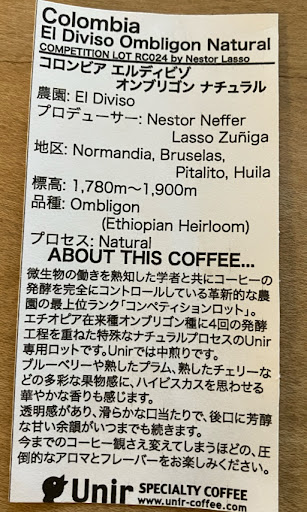 Colombia
El Diviso Ombligon Natural
COMPETITION LOT RC024 by Nestor Lasso
コロンビア エルディビゾ
オンブリゴン ナチュラル
農園: El Diviso
プロデューサー: Nestor Neffer
Lasso Zuñiga
地区: Normandia, Bruselas,
Pitalito, Huila
標高: 1,780m〜1,900m
品種: Ombligon
(Ethiopian Heirloom)
プロセス: Natural
ABOUT THIS COFFEE...
微生物の働きを熟知した学者と共にコーヒーの
発酵を完全にコントロールしている革新的な農
園の最上位ランク「コンペティションロット」。
エチオピア在来種オンブリゴン種に4回の発酵
工程を重ねた特殊なナチュラルプロセスのUnir
専用ロットです。Unirでは中煎りです。
ブルーベリーや熟したプラム、熟したチェリーな
どの多彩な果物感に、ハイビスカスを思わせる
華やかな香りも感じます。
透明感があり、滑らかな口当たりで、後口に芳醇
な甘い余韻がいつまでも続きます。
今までのコーヒー観さえ変えてしまうほどの、圧
倒的なアロマとフレーバーをお楽しみください。
Unir SPECIALTY COFFEE
www.unir-coffee.com